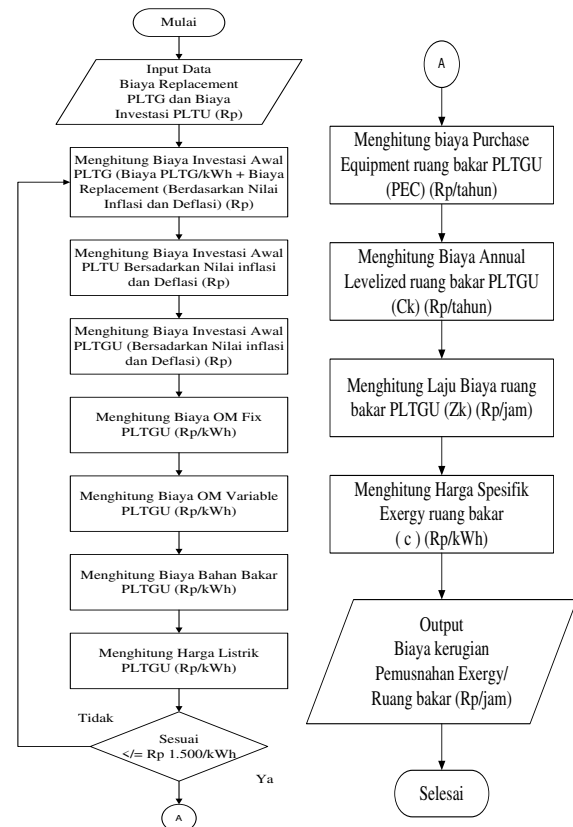 Mulai
Input Data
Biaya Replacement
PLTG dan Biaya
Investasi PLTU (Rp)
Menghitung Biaya Investasi Awal
PLTG (Biaya PLTG/kWh + Biaya
Replacement (Berdasarkan Nilai
Inflasi dan Deflasi) (Rp)
Menghitung Biaya Investasi Awal
PLTU Bersadarkan Nilai inflasi
dan Deflasi (Rp)
Menghitung Biaya Investasi Awal
PLTGU (Bersadarkan Nilai inflasi
dan Deflasi) (Rp)
Menghitung Biaya OM Fix
PLTGU (Rp/kWh)
Menghitung Biaya OM Variable
PLTGU (Rp/kWh)
Menghitung Biaya Bahan Bakar
PLTGU (Rp/kWh)
Menghitung Harga Listrik
PLTGU (Rp/kWh)
Tidak
Sesuai
</= Rp 1.500/kWh
Ya
A
A
Menghitung biaya Purchase
Equipment ruang bakar PLTGU
(PEC) (Rp/tahun)
Menghitung Biaya Annual
Levelized ruang bakar PLTGU
(Ck) (Rp/tahun)
Menghitung Laju Biaya ruang
bakar PLTGU (Zk) (Rp/jam)
Menghitung Harga Spesifik
Exergy ruang bakar
( c ) (Rp/kWh)
Output
Biaya kerugian
Pemusnahan Exergy/
Ruang bakar (Rp/jam)
Selesai